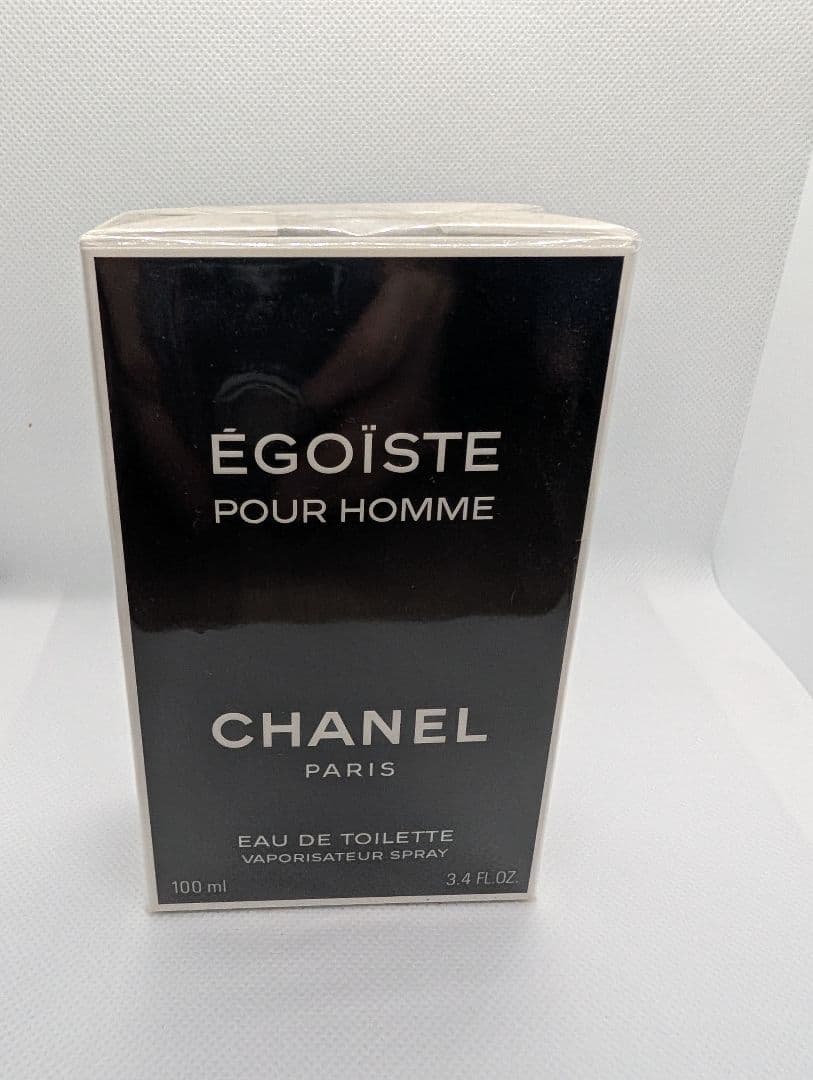 ÉGOÏSTE
POUR HOMME
CHANEL
PARIS
EAU DE TOILETTE
VAPORISATEUR SPRAY
100 ml 3.4 FL.OZ.